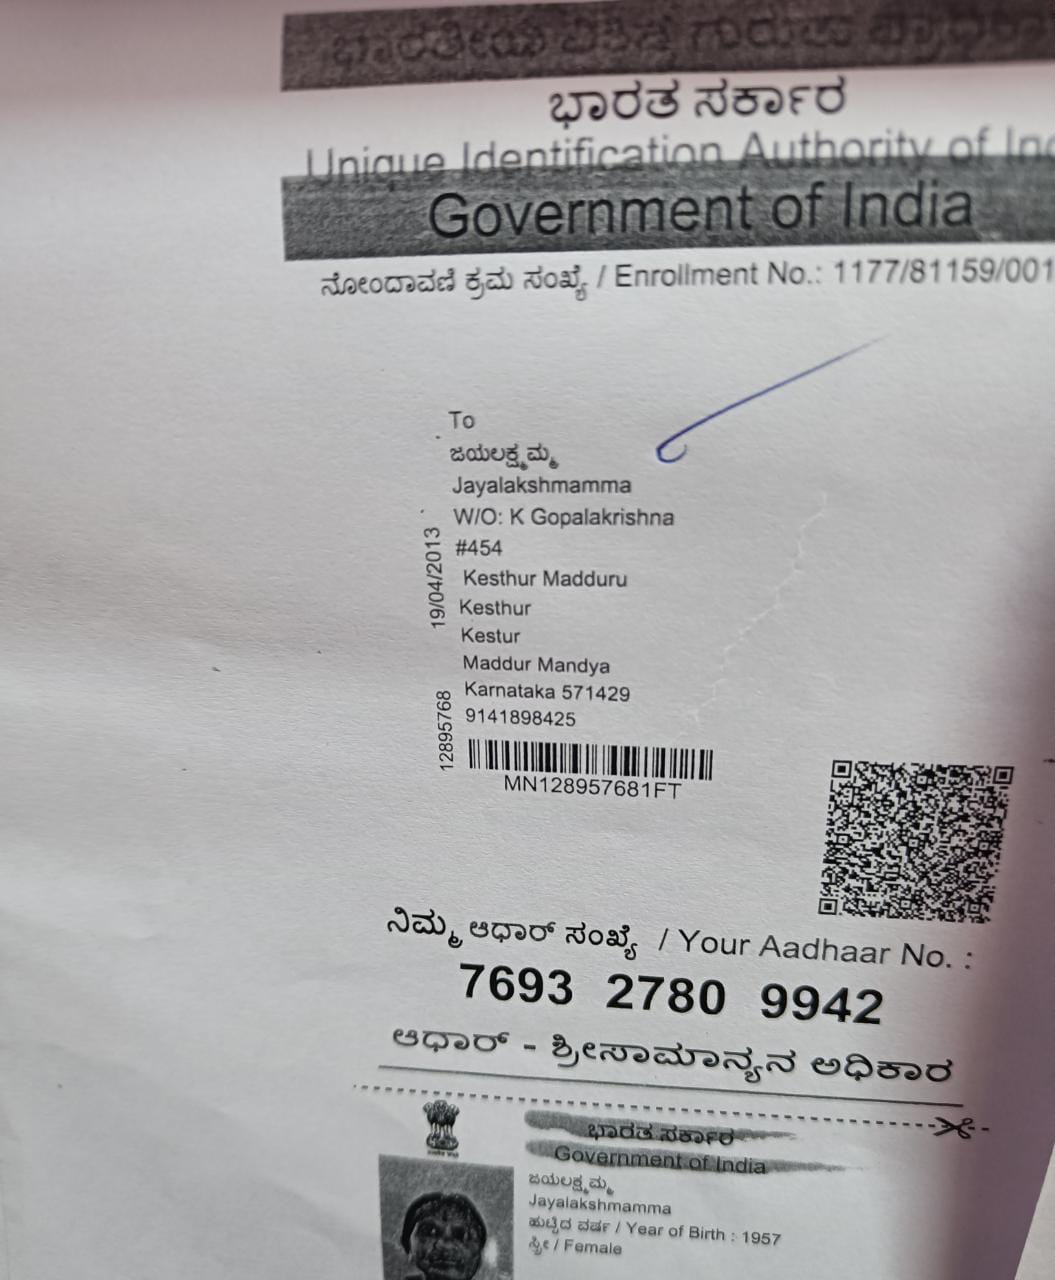 ಭಾರತೀಯ ವಿಶಿಷ್ಟ ಗುರುತು
ಭಾರತ ಸರ್ಕಾರ
Unique Identification Authority of
Government of India
ನೋಂದಾವಣಿ ಕ್ರಮ ಸಂಖ್ಯೆ / Enrollment No.: 1177/81159/001
To
ಜಯಲಕ್ಷ್ಮಮ್ಮ
Jayalakshmamma
W/O: K Gopalakrishna
#454
Kesthur Madduru
Kesthur
Kestur
Maddur Mandya
Karnataka 571429
9141898425
19/04/2013
12895768
MN128957681FT
ನಿಮ್ಮ ಆಧಾರ್ ಸಂಖ್ಯೆ / Your Aadhaar No. :
7693 2780 9942
ಆಧಾರ್ - ಶ್ರೀಸಾಮಾನ್ಯನ ಅಧಿಕಾರ
ಭಾರತ ಸರ್ಕಾರ
Government of India
ಜಯಲಕ್ಷ್ಮಮ್ಮ
Jayalakshmamma
ಹುಟ್ಟಿದ ವರ್ಷ / Year of Birth : 1957
ಸ್ತ್ರೀ / Female